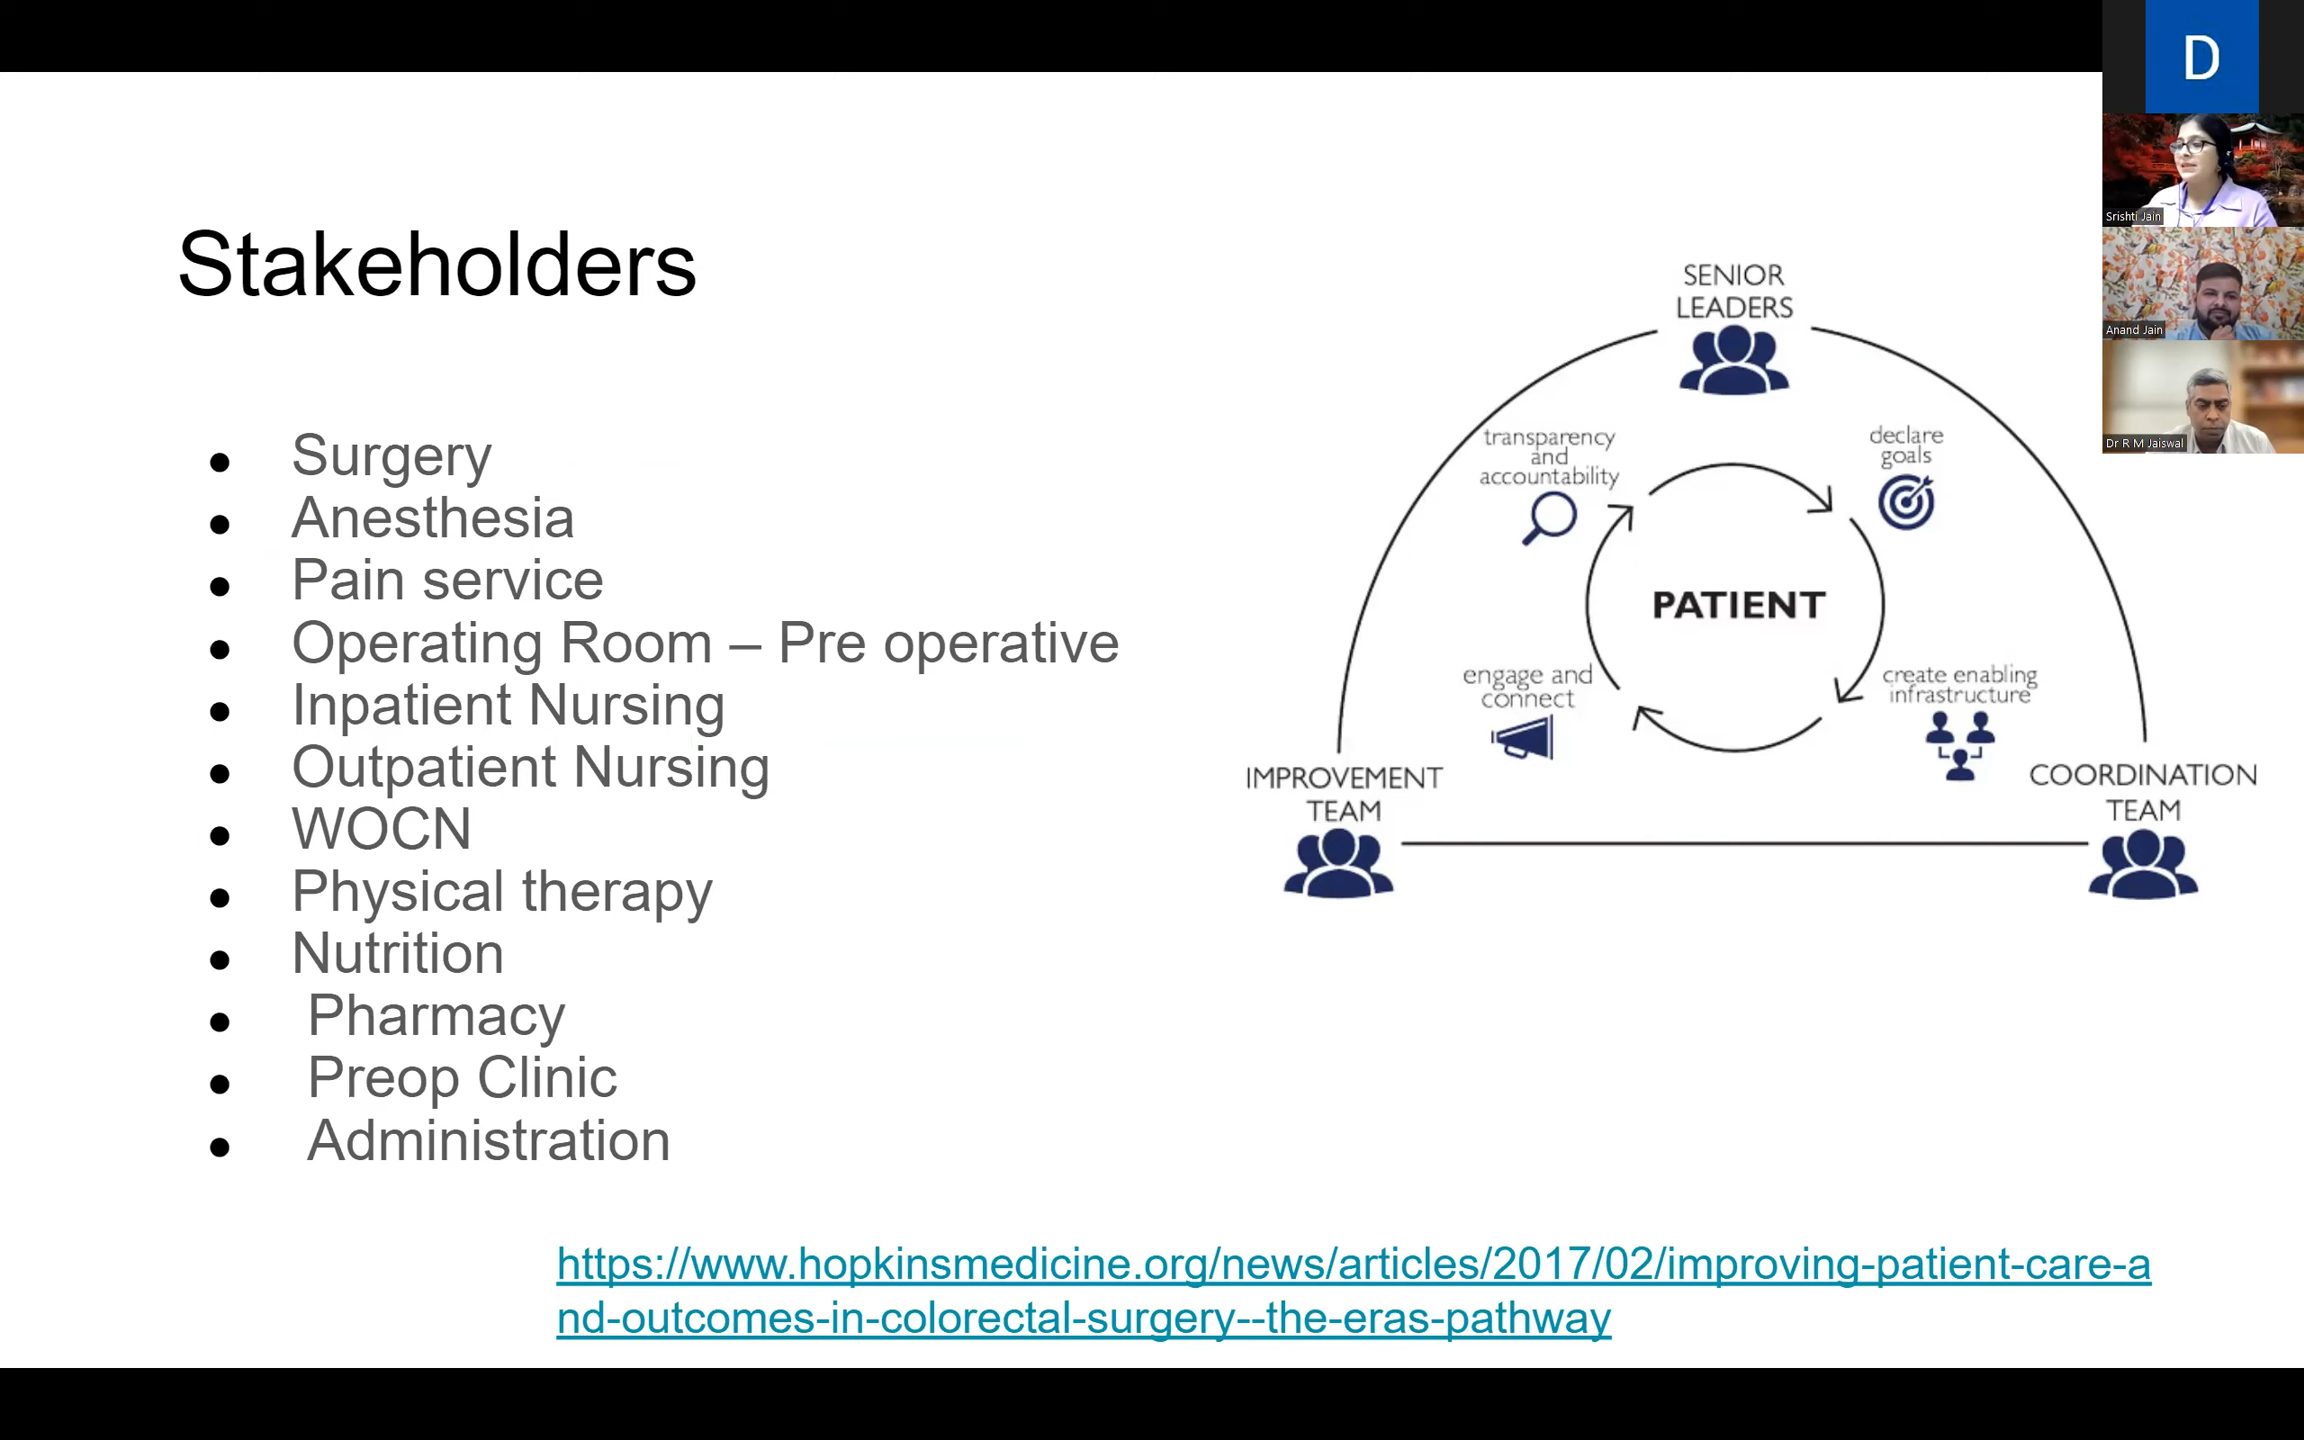 D
Srishti Jain
Anand Jain
Dr R M Jaiswal
Stakeholders
● Surgery
● Anesthesia
● Pain service
● Operating Room – Pre operative
● Inpatient Nursing
● Outpatient Nursing
● WOCN
● Physical therapy
● Nutrition
● Pharmacy
● Preop Clinic
● Administration
SENIOR
LEADERS
transparency
and
accountability
declare
goals
PATIENT
engage and
connect
create enabling
infrastructure
IMPROVEMENT
TEAM
COORDINATION
TEAM
https://www.hopkinsmedicine.org/news/articles/2017/02/improving-patient-care-a
nd-outcomes-in-colorectal-surgery--the-eras-pathway